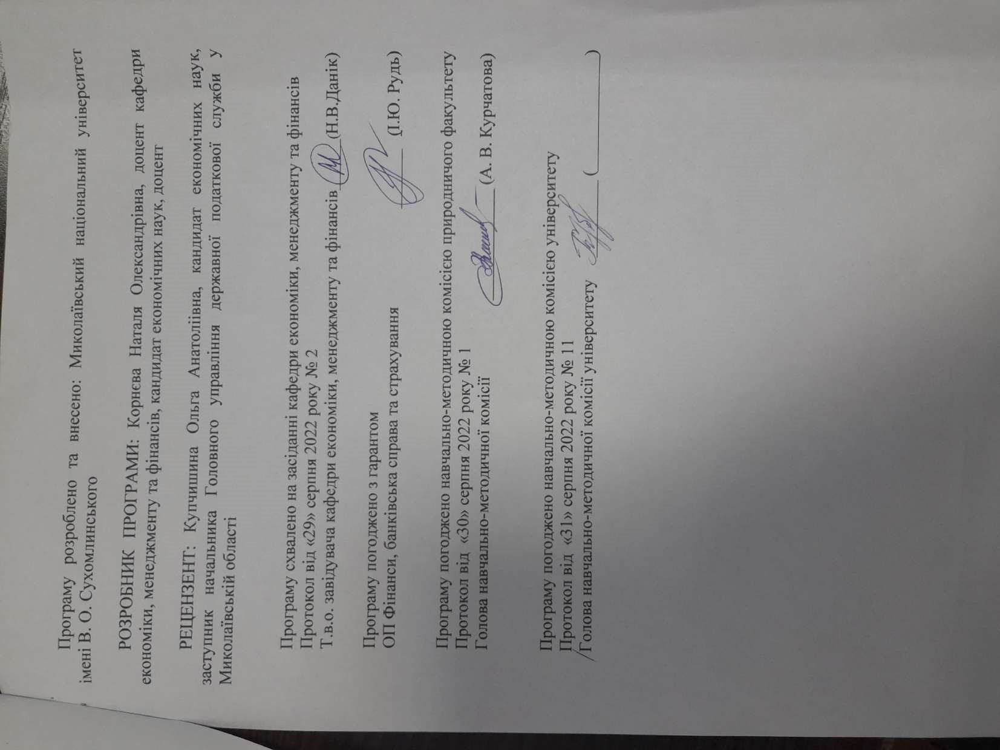 Програму розроблено та внесено: Миколаївський національний університет
імені В. О. Сухомлинського
РОЗРОБНИК ПРОГРАМИ: Корнєва Наталя Олександрівна, доцент кафедри
економіки, менеджменту та фінансів, кандидат економічних наук, доцент
РЕЦЕНЗЕНТ: Купчишина Ольга Анатоліївна, кандидат економічних наук,
заступник начальника Головного управління державної податкової служби у
Миколаївській області
Програму схвалено на засіданні кафедри економіки, менеджменту та фінансів
Протокол від «29» серпня 2022 року № 2
Т.в.о. завідувача кафедри економіки, менеджменту та фінансів ___ (Н.В.Данік)
Програму погоджено з гарантом
ОП Фінанси, банківська справа та страхування ______ (І.Ю. Рудь)
Програму погоджено навчально-методичною комісією природничого факультету
Протокол від «30» серпня 2022 року № 1
Голова навчально-методичної комісії ______ (А. В. Курчатова)
Програму погоджено навчально-методичною комісією університету
Протокол від «31» серпня 2022 року № 11
/Голова навчально-методичної комісії університету ______ (______________)